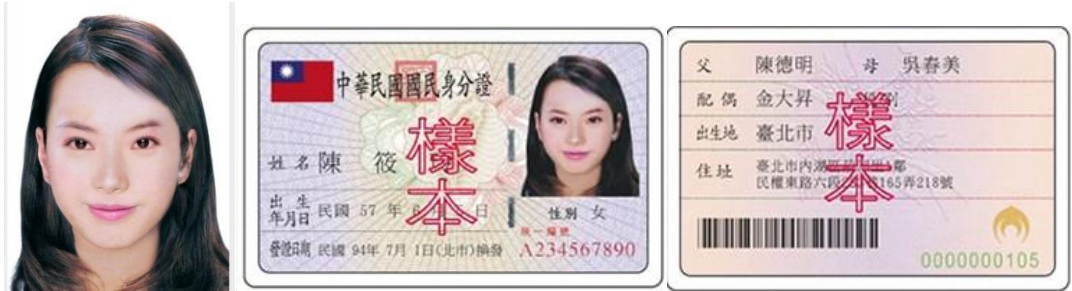 中華民國國民身分證
樣本
姓名 陳筱
出生年月日 民國 57 年 6 日
性別 女
統一編號
發證日期 民國 94年 7月 1日(北市)換發
A234567890
父 陳德明 母 吳春美
配偶 金大昇
樣本
出生地 臺北市
住址 臺北市內湖
民權東路六段 165弄218號
0000000105